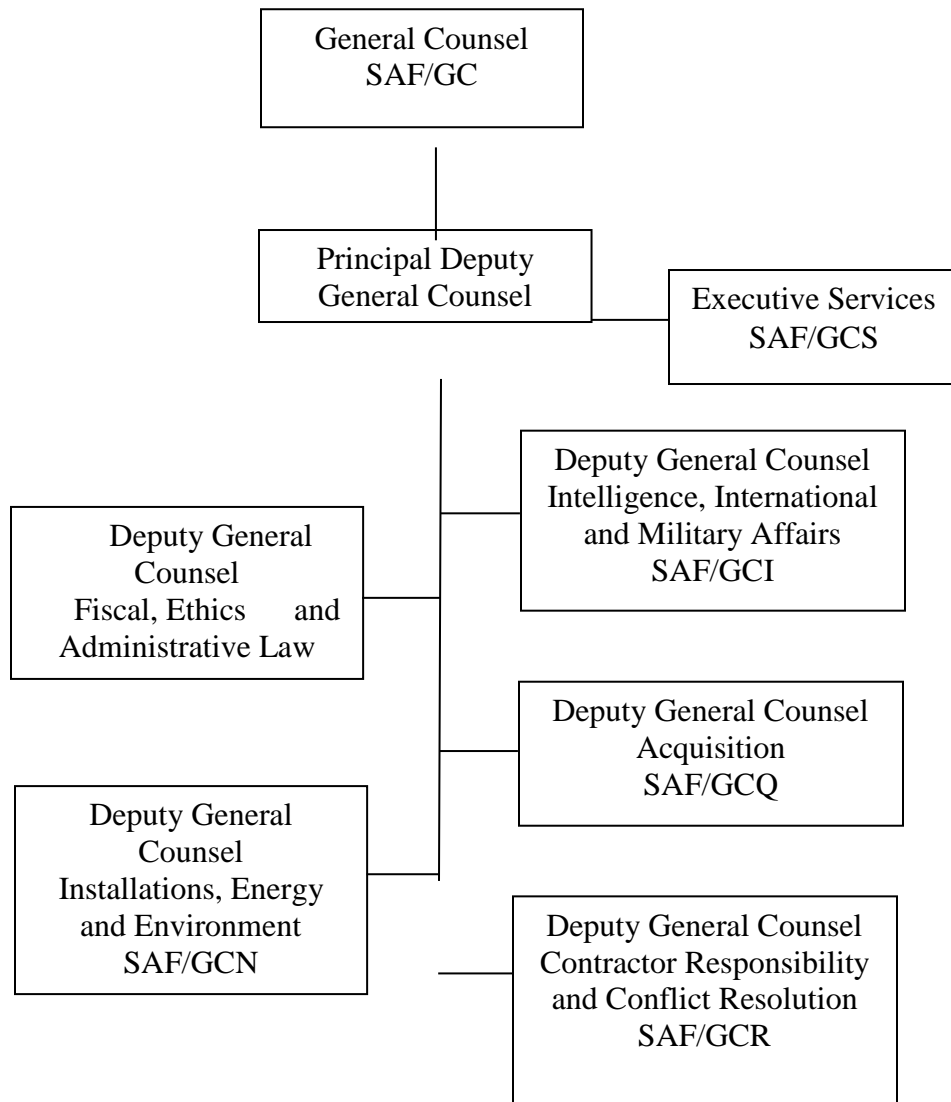 General Counsel
SAF/GC
Principal Deputy
General Counsel
Executive Services
SAF/GCS
Deputy General Counsel
Intelligence, International
and Military Affairs
SAF/GCI
Deputy General
Counsel
Fiscal, Ethics and
Administrative Law
Deputy General Counsel
Acquisition
SAF/GCQ
Deputy General
Counsel
Installations, Energy
and Environment
SAF/GCN
Deputy General Counsel
Contractor Responsibility
and Conflict Resolution
SAF/GCR